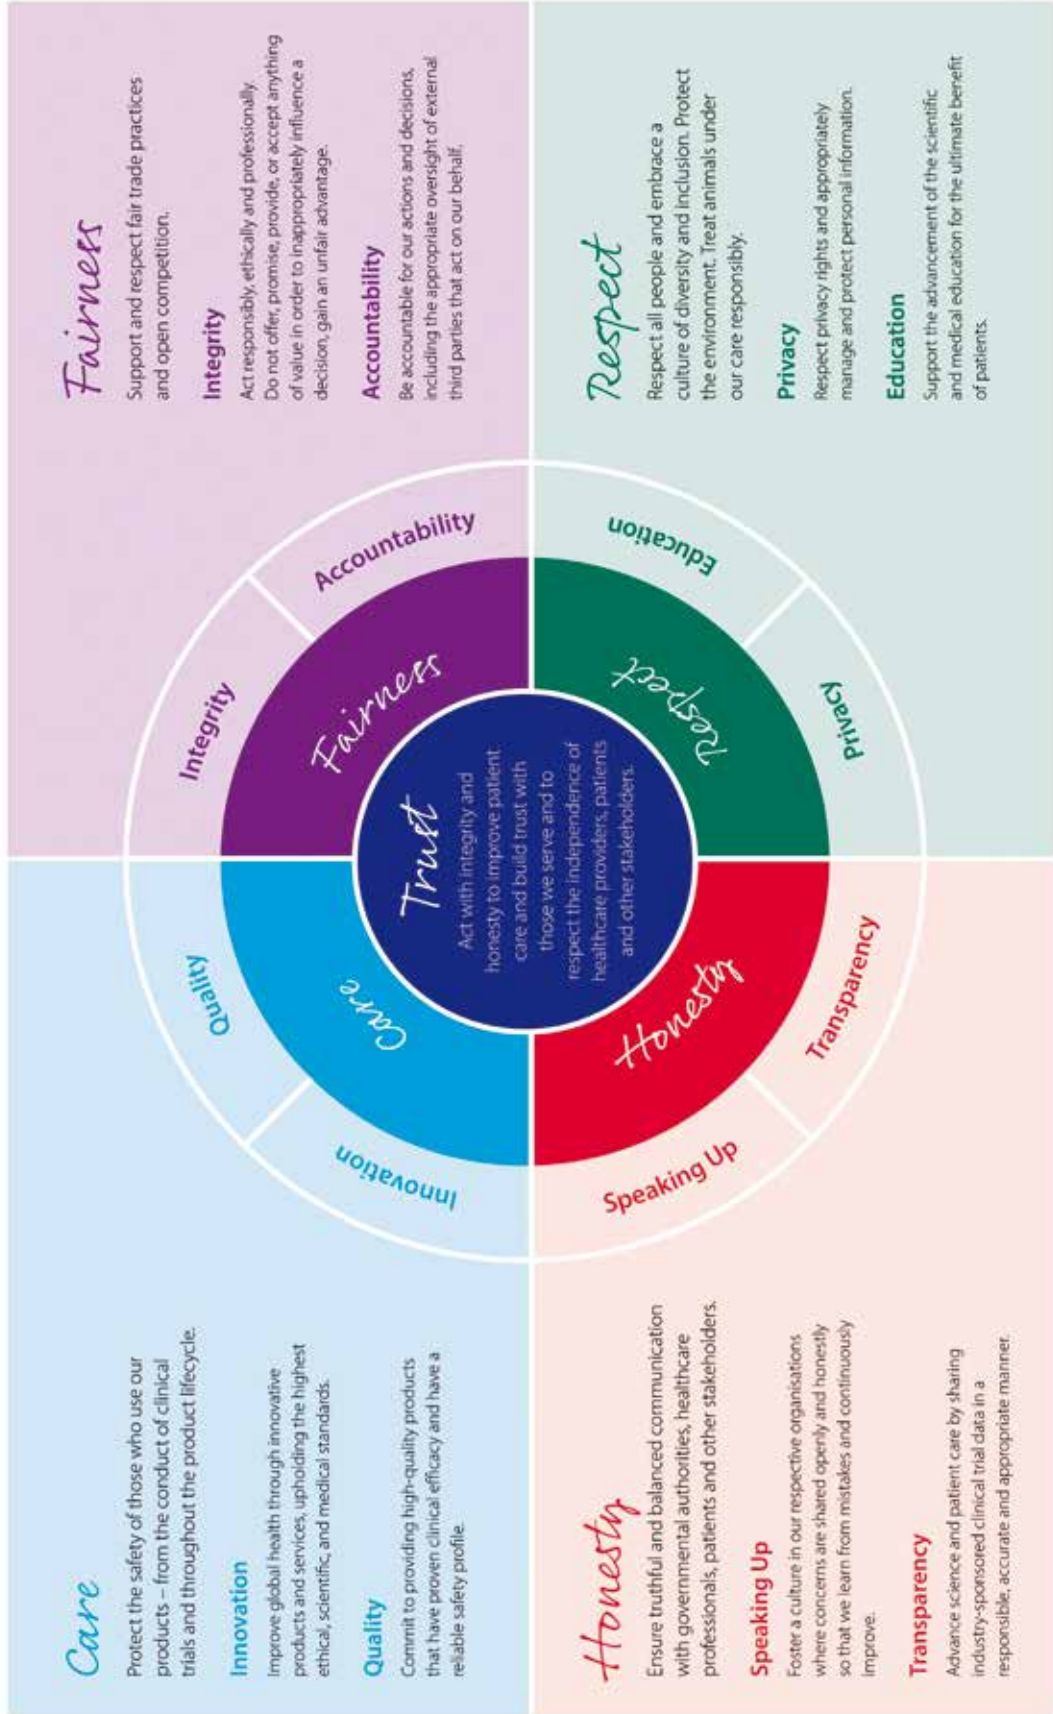 Care
Protect the safety of those who use our
products – from the conduct of clinical
trials and throughout the product lifecycle.
Innovation
Improve global health through innovative
products and services, upholding the highest
ethical, scientific, and medical standards.
Quality
Commit to providing high-quality products
that have proven clinical efficacy and have a
reliable safety profile.
Fairness
Support and respect fair trade practices
and open competition.
Integrity
Act responsibly, ethically and professionally.
Do not offer, promise, provide, or accept anything
of value in order to inappropriately influence a
decision, gain an unfair advantage.
Accountability
Be accountable for our actions and decisions,
including the appropriate oversight of external
third parties that act on our behalf.
Quality
Integrity
Innovation
Care
Fairness
Accountability
Trust
Act with integrity and
honesty to improve patient
care and build trust with
those we serve and to
respect the independence of
healthcare providers, patients
and other stakeholders.
Speaking Up
Honesty
Respect
Education
Transparency
Privacy
Honesty
Ensure truthful and balanced communication
with governmental authorities, healthcare
professionals, patients and other stakeholders.
Speaking Up
Foster a culture in our respective organisations
where concerns are shared openly and honestly
so that we learn from mistakes and continuously
improve.
Transparency
Advance science and patient care by sharing
industry-sponsored clinical trial data in a
responsible, accurate and appropriate manner.
Respect
Respect all people and embrace a
culture of diversity and inclusion. Protect
the environment. Treat animals under
our care responsibly.
Privacy
Respect privacy rights and appropriately
manage and protect personal information.
Education
Support the advancement of the scientific
and medical education for the ultimate benefit
of patients.